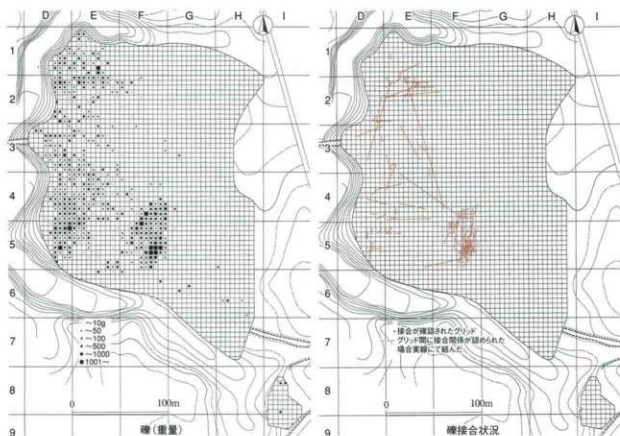 D E F G H I
1
2
3
4
5
6
7
8
9
~10g
~50
~100
~500
~1000
1001~
0 100m
礫(重量)
D E F G H I
1
2
3
4
5
6
7
8
9
・接合が確認されたグリッド
グリッド間に接合関係が認められた
場合実線にて結んだ
0 100m
礫接合状況